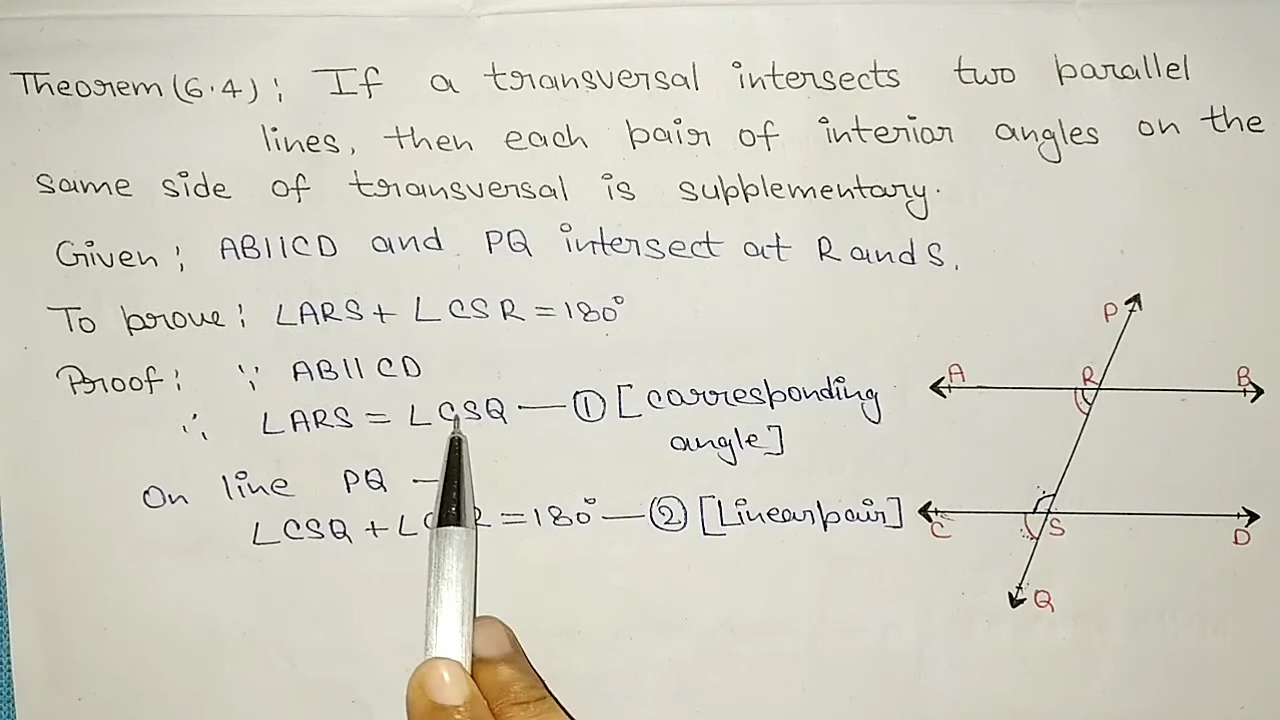 Theorem (6.4) : If a transversal intersects two parallel
lines, then each pair of interior angles on the
same side of transversal is supplementary.
Given : AB||CD and PQ intersect at R and S.
To prove : ∠ARS + ∠CSR = 180°
Proof : ∵ AB||CD
∴ ∠ARS = ∠CSQ — ① [corresponding
angle]
On line PQ —
∠CSQ + ∠ = 180° — ② [Linear pair]
P
A R B
C S D
Q